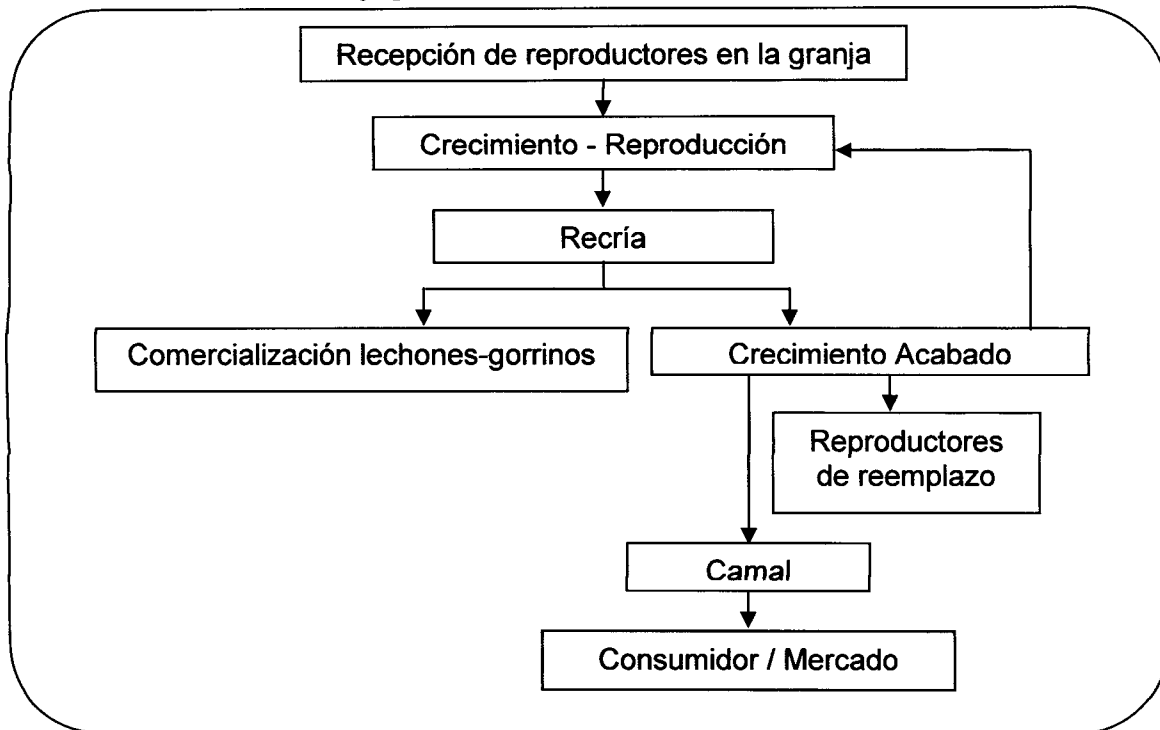 Recepción de reproductores en la granja
Crecimiento - Reproducción
Recría
Comercialización lechones-gorrinos
Crecimiento Acabado
Reproductores
de reemplazo
Camal
Consumidor / Mercado